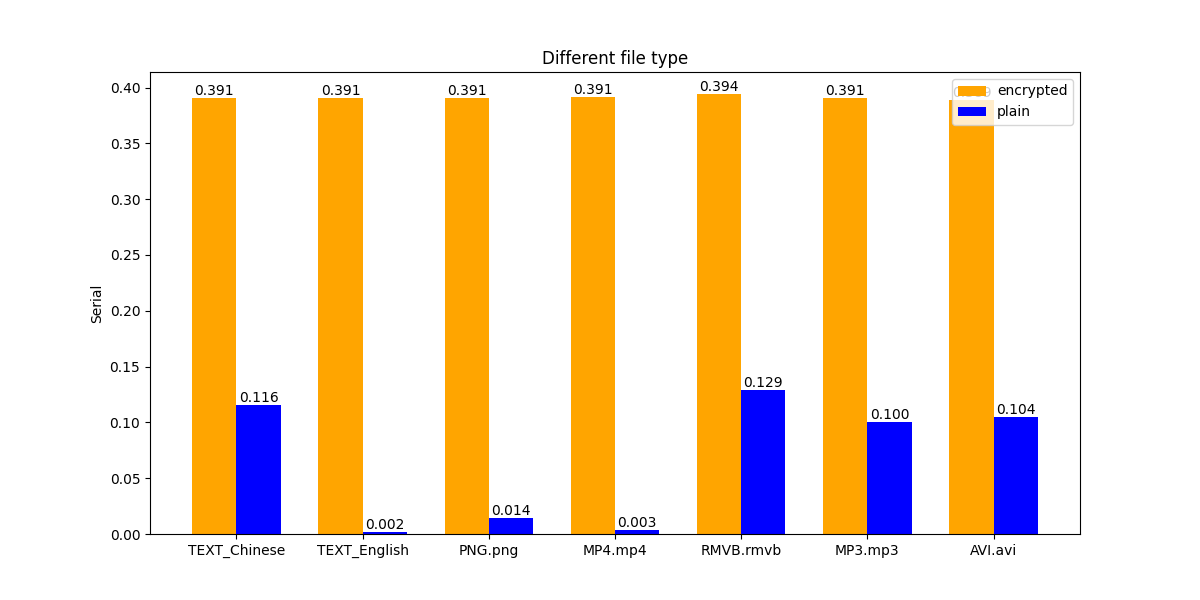 Different file type
0.40
0.35
0.30
0.25
0.20
0.15
0.10
0.05
0.00
Serial
0.391 0.391 0.391 0.391 0.394 0.391
0.116 0.002 0.014 0.003 0.129 0.100 0.104
encrypted
plain
TEXT_Chinese TEXT_English PNG.png MP4.mp4 RMVB.rmvb MP3.mp3 AVI.avi